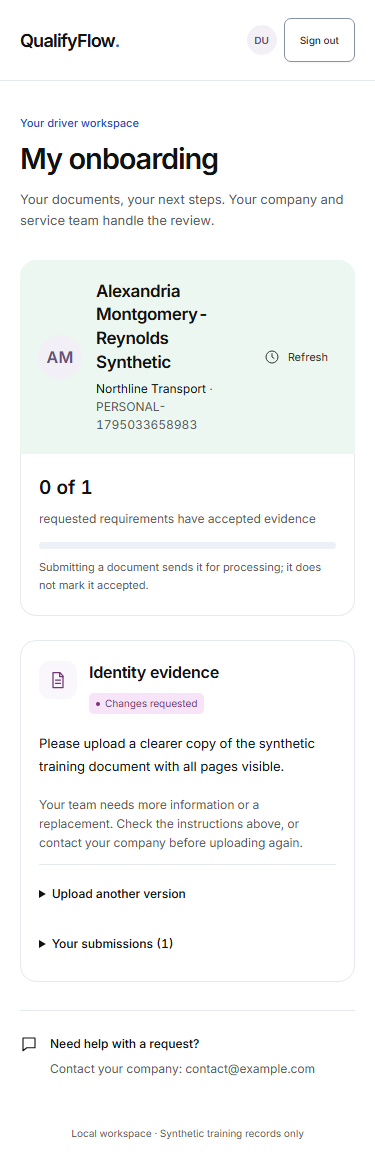 QualifyFlow.
DU
Sign out
Your driver workspace
My onboarding
Your documents, your next steps. Your company and
service team handle the review.
AM
Alexandria
Montgomery-
Reynolds
Synthetic
Northline Transport ·
PERSONAL-
1795033658983
Refresh
0 of 1
requested requirements have accepted evidence
Submitting a document sends it for processing; it does
not mark it accepted.
Identity evidence
Changes requested
Please upload a clearer copy of the synthetic
training document with all pages visible.
Your team needs more information or a
replacement. Check the instructions above, or
contact your company before uploading again.
Upload another version
Your submissions (1)
Need help with a request?
Contact your company: contact@example.com
Local workspace · Synthetic training records only